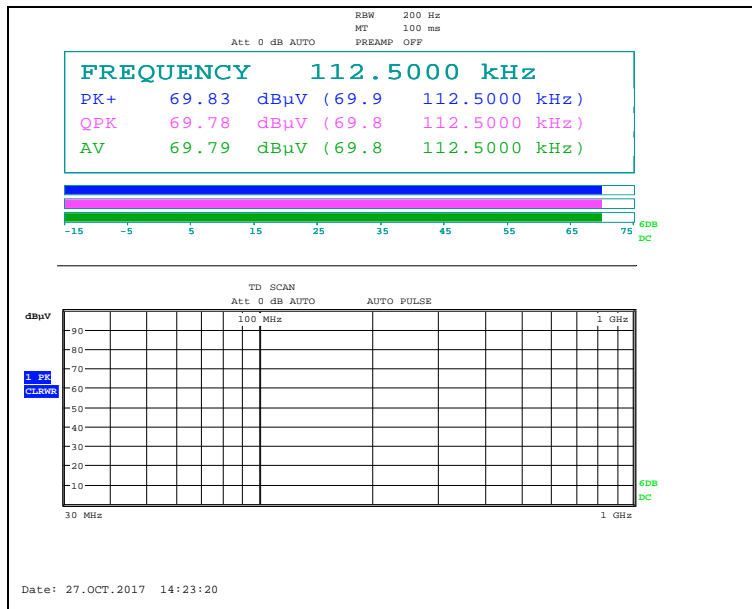 RBW 200 Hz
MT 100 ms
Att 0 dB AUTO PREAMP OFF
FREQUENCY 112.5000 kHz
PK+ 69.83 dBµV (69.9 112.5000 kHz)
QPK 69.78 dBµV (69.8 112.5000 kHz)
AV 69.79 dBµV (69.8 112.5000 kHz)
-15 -5 5 15 25 35 45 55 65 75
6DB
DC
TD SCAN
Att 0 dB AUTO AUTO PULSE
dBµV
100 MHz 1 GHz
90
80
70
1 PK
60
CLRWR
50
40
30
20
10
6DB
DC
30 MHz 1 GHz
Date: 27.OCT.2017 14:23:20